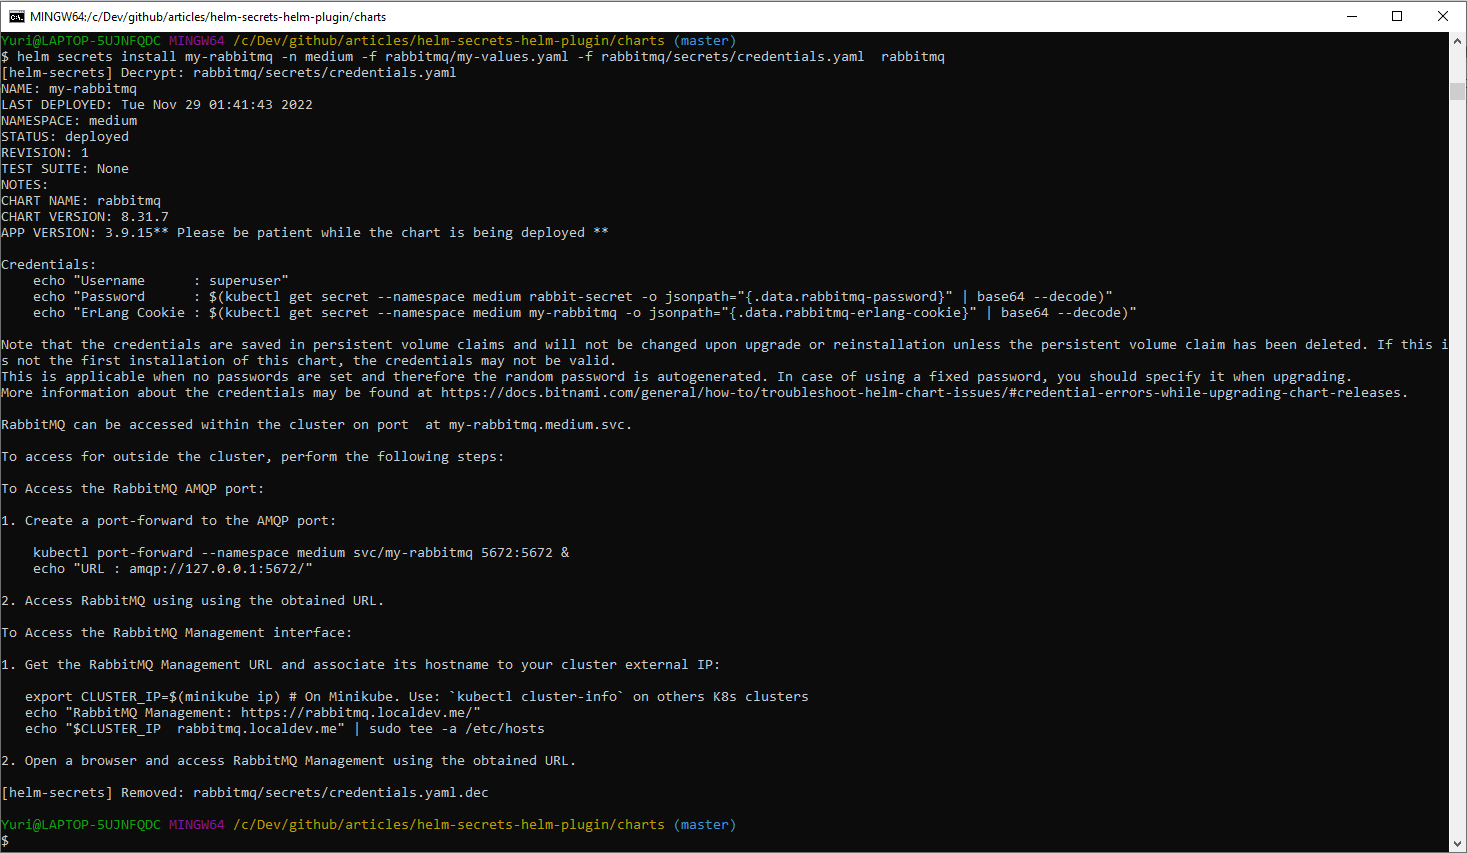 MINGW64:/c/Dev/github/articles/helm-secrets-helm-plugin/charts
Yuri@LAPTOP-5UJNFQDC MINGW64 /c/Dev/github/articles/helm-secrets-helm-plugin/charts (master)
$ helm secrets install my-rabbitmq -n medium -f rabbitmq/my-values.yaml -f rabbitmq/secrets/credentials.yaml  rabbitmq
[helm-secrets] Decrypt: rabbitmq/secrets/credentials.yaml
NAME: my-rabbitmq
LAST DEPLOYED: Tue Nov 29 01:41:43 2022
NAMESPACE: medium
STATUS: deployed
REVISION: 1
TEST SUITE: None
NOTES:
CHART NAME: rabbitmq
CHART VERSION: 8.31.7
APP VERSION: 3.9.15** Please be patient while the chart is being deployed **
Credentials:
    echo "Username      : superuser"
    echo "Password      : $(kubectl get secret --namespace medium rabbit-secret -o jsonpath="{.data.rabbitmq-password}" | base64 --decode)"
    echo "ErLang Cookie : $(kubectl get secret --namespace medium my-rabbitmq -o jsonpath="{.data.rabbitmq-erlang-cookie}" | base64 --decode)"
Note that the credentials are saved in persistent volume claims and will not be changed upon upgrade or reinstallation unless the persistent volume claim has been deleted. If this i
s not the first installation of this chart, the credentials may not be valid.
This is applicable when no passwords are set and therefore the random password is autogenerated. In case of using a fixed password, you should specify it when upgrading.
More information about the credentials may be found at https://docs.bitnami.com/general/how-to/troubleshoot-helm-chart-issues/#credential-errors-while-upgrading-chart-releases.
RabbitMQ can be accessed within the cluster on port  at my-rabbitmq.medium.svc.
To access for outside the cluster, perform the following steps:
To Access the RabbitMQ AMQP port:
1. Create a port-forward to the AMQP port:
    kubectl port-forward --namespace medium svc/my-rabbitmq 5672:5672 &
    echo "URL : amqp://127.0.0.1:5672/"
2. Access RabbitMQ using using the obtained URL.
To Access the RabbitMQ Management interface:
1. Get the RabbitMQ Management URL and associate its hostname to your cluster external IP:
   export CLUSTER_IP=$(minikube ip) # On Minikube. Use: `kubectl cluster-info` on others K8s clusters
   echo "RabbitMQ Management: https://rabbitmq.localdev.me/"
   echo "$CLUSTER_IP  rabbitmq.localdev.me" | sudo tee -a /etc/hosts
2. Open a browser and access RabbitMQ Management using the obtained URL.
[helm-secrets] Removed: rabbitmq/secrets/credentials.yaml.dec
Yuri@LAPTOP-5UJNFQDC MINGW64 /c/Dev/github/articles/helm-secrets-helm-plugin/charts (master)
$